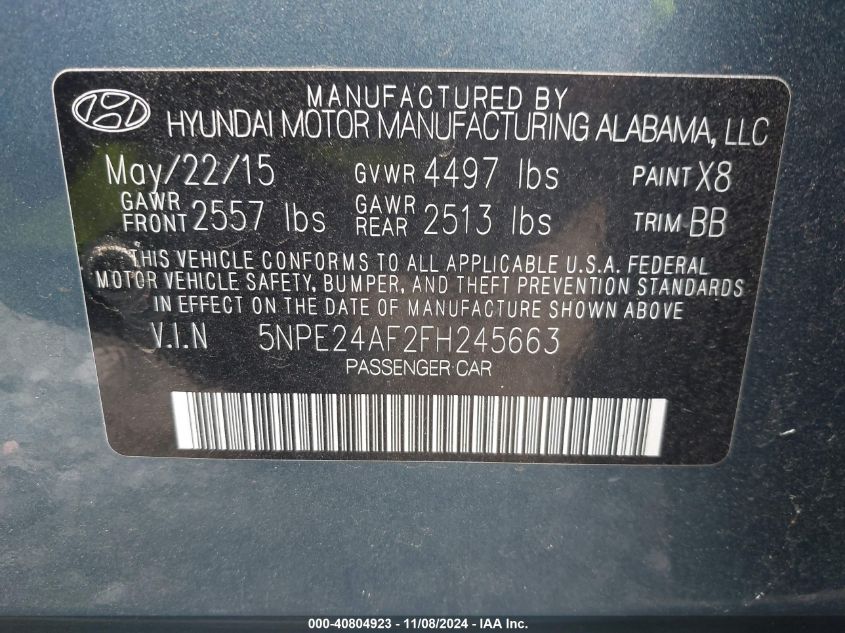 MANUFACTURED BY
HYUNDAI MOTOR MANUFACTURING ALABAMA, LLC
May/22/15 GVWR 4497 lbs PAINT X8
GAWR FRONT 2557 lbs GAWR REAR 2513 lbs TRIM BB
THIS VEHICLE CONFORMS TO ALL APPLICABLE U.S.A. FEDERAL
MOTOR VEHICLE SAFETY, BUMPER, AND THEFT PREVENTION STANDARDS
IN EFFECT ON THE DATE OF MANUFACTURE SHOWN ABOVE
V.I.N 5NPE24AF2FH245663
PASSENGER CAR
000-40804923 - 11/08/2024 - IAA Inc.